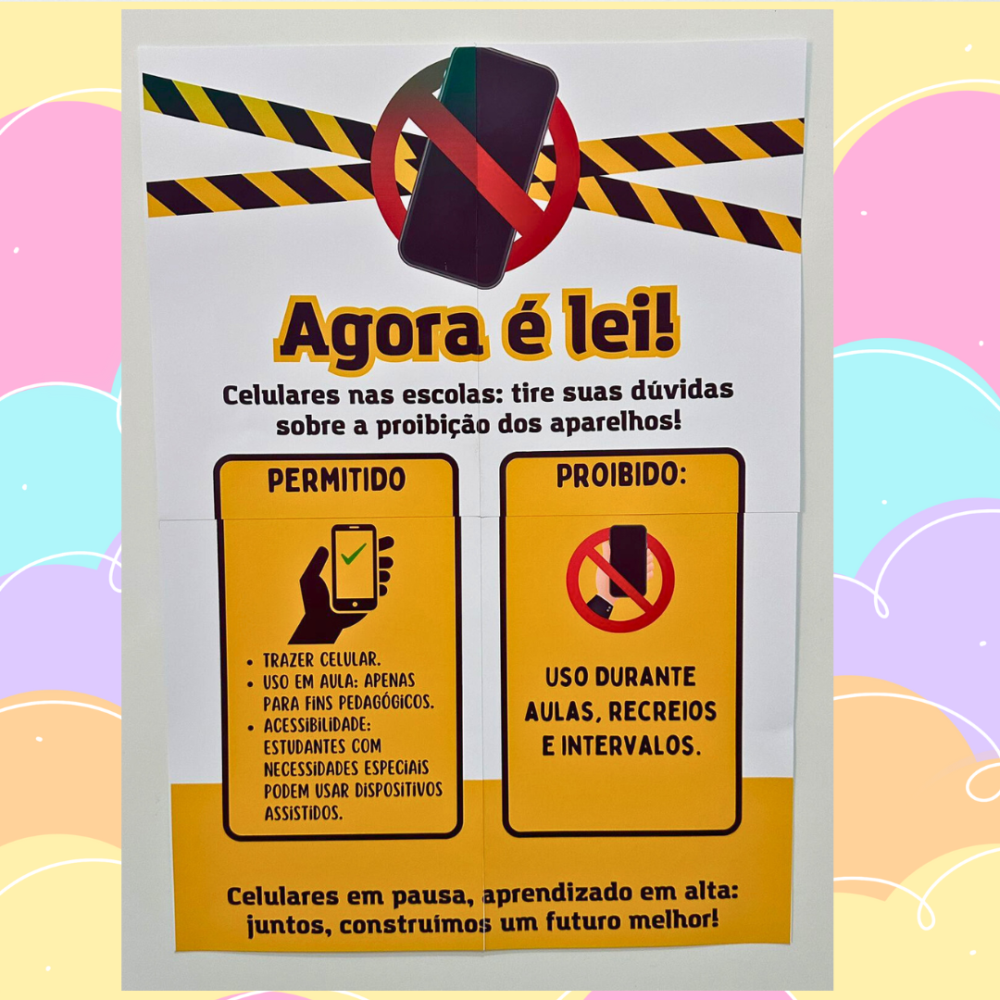 Agora é lei!
Celulares nas escolas: tire suas dúvidas
sobre a proibição dos aparelhos!
PERMITIDO
• TRAZER CELULAR.
• USO EM AULA: APENAS
PARA FINS PEDAGÓGICOS.
• ACESSIBILIDADE:
ESTUDANTES COM
NECESSIDADES ESPECIAIS
PODEM USAR DISPOSITIVOS
ASSISTIDOS.
PROIBIDO:
USO DURANTE
AULAS, RECREIOS
E INTERVALOS.
Celulares em pausa, aprendizado em alta:
juntos, construímos um futuro melhor!